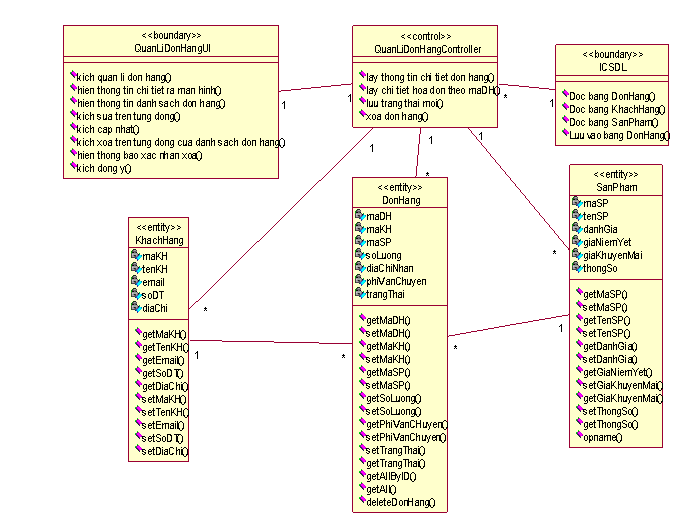 <<boundary>>
QuanLiDonHangUI
kich quan li don hang()
hien thong tin chi tiet ra man hinh()
hien thong tin danh sach don hang()
kich sua tren tung dong()
kich cap nhat()
kich xoa tren tung dong cua danh sach don hang()
hien thong bao xac nhan xoa()
kich dong y()
1
1
<<control>>
QuanLiDonHangController
lay thong tin chi tiet don hang()
lay chi tiet hoa don theo maDH()
luu trang thai moi()
xoa don hang()
*
1
<<boundary>>
ICSDL
Doc bang DonHang()
Doc bang KhachHang()
Doc bang SanPham()
Luu vao bang DonHang()
1
1
1
*
*
*
<<entity>>
KhachHang
maKH
tenKH
email
soDT
diaChi
getMaKH()
getTenKH()
getEmail()
getSoDT()
getDiaChi()
setMaKH()
setTenKH()
setEmail()
setSoDT()
setDiaChi()
1
*
<<entity>>
DonHang
maDH
maKH
maSP
soLuong
diaChiNhan
phiVanChuyen
trangThai
getMaDH()
setMaDH()
getMaKH()
setMaKH()
getMaSP()
setMaSP()
getSoLuong()
setSoLuong()
getPhiVanCHuyen()
setPhiVanChuyen()
setTrangThai()
getTrangThai()
getAllByID()
getAll()
deleteDonHang()
*
1
<<entity>>
SanPham
maSP
tenSP
danhGia
giaNiemYet
giaKhuyenMai
thongSo
getMaSP()
setMaSP()
getTenSP()
setTenSP()
getDanhGia()
setDanhGia()
getGiaNiemYet()
setGiaKhuyenMai()
getGiaKhuyenMai()
setThongSo()
getThongSo()
opname()